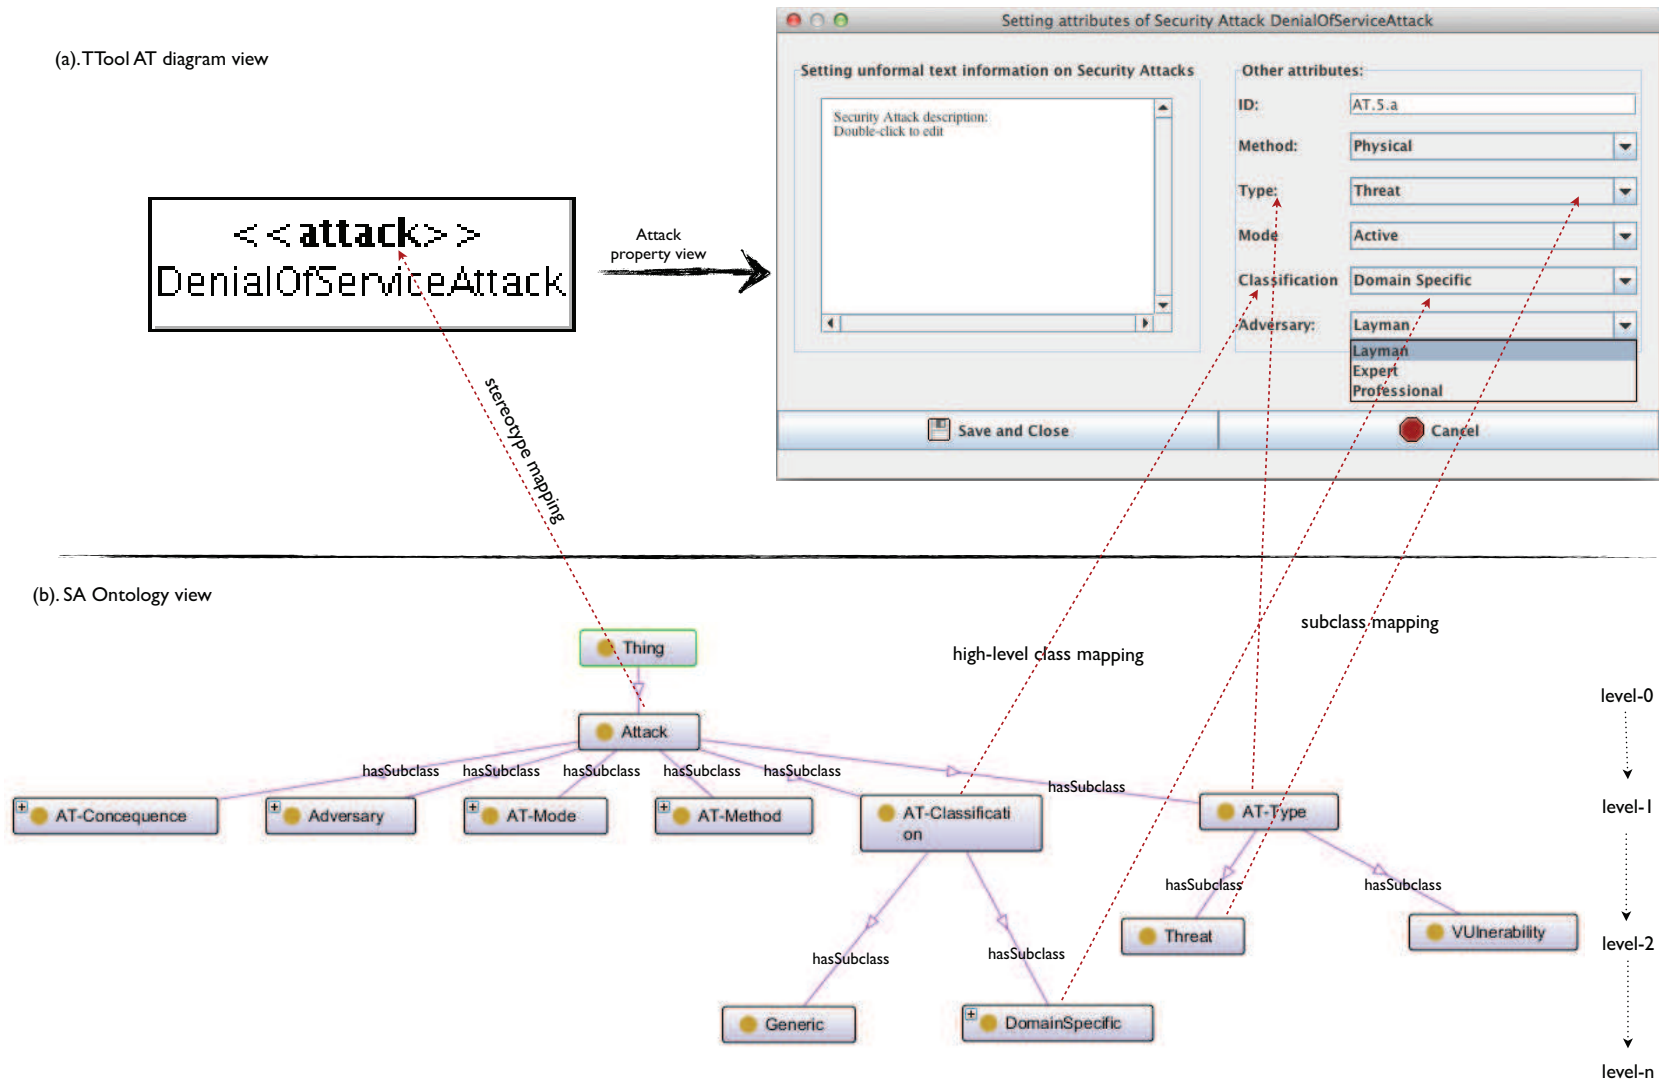 Setting attributes of Security Attack DenialOfServiceAttack
(a). TTool AT diagram view
Setting unformal text information on Security Attacks
Other attributes:
Security Attack description:
Double-click to edit
ID:
AT.5.a
Method:
Physical
Type:
Threat
Mode
Active
Classification
Domain Specific
Adversary:
Layman
Layman
Expert
Professional
Save and Close
Cancel
<<attack>>
DenialOfServiceAttack
Attack
property view
stereotype mapping
(b). SA Ontology view
Thing
high-level class mapping
subclass mapping
level-0
Attack
hasSubclass
hasSubclass
hasSubclass
hasSubclass
hasSubclass
hasSubclass
AT-Concequence
Adversary
AT-Mode
AT-Method
AT-Classificati
on
AT-Type
level-1
hasSubclass
hasSubclass
Threat
VUlnerability
level-2
hasSubclass
hasSubclass
Generic
DomainSpecific
level-n